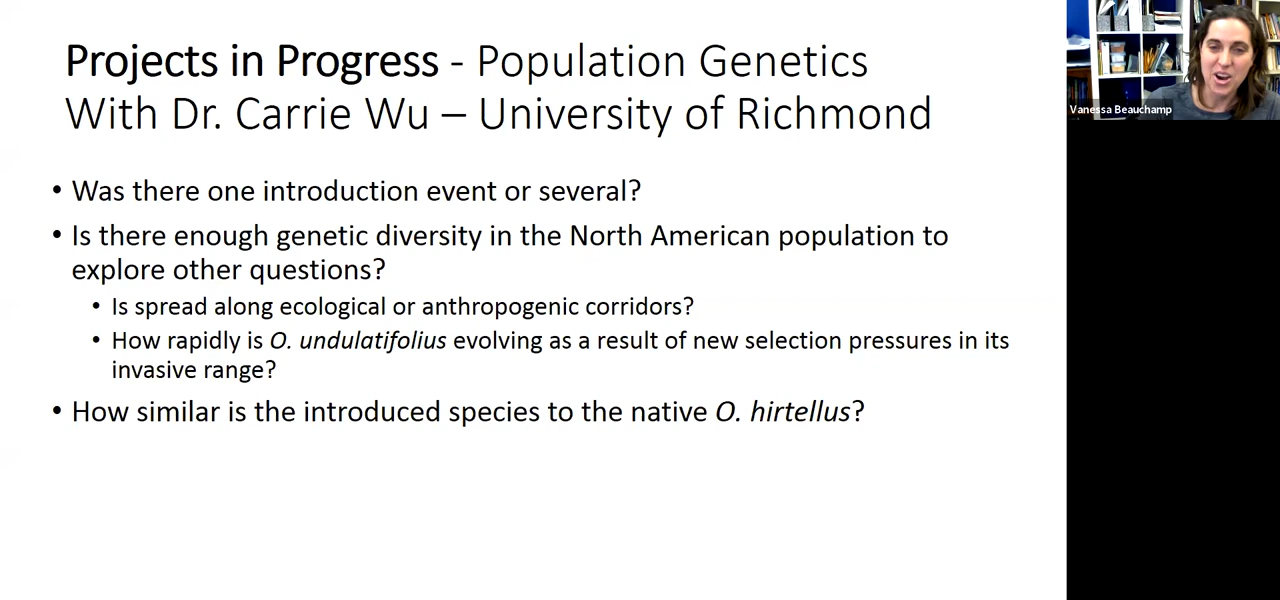 Projects in Progress - Population Genetics
With Dr. Carrie Wu – University of Richmond
• Was there one introduction event or several?
• Is there enough genetic diversity in the North American population to
explore other questions?
• Is spread along ecological or anthropogenic corridors?
• How rapidly is O. undulatifolius evolving as a result of new selection pressures in its
invasive range?
• How similar is the introduced species to the native O. hirtellus?
Vanessa Beauchamp